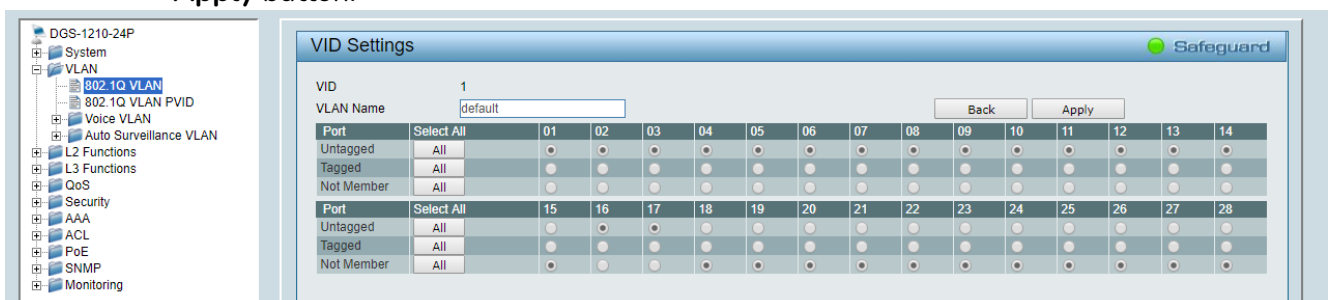 Apply button.
DGS-1210-24P
System
VLAN
802.1Q VLAN
802.1Q VLAN PVID
Voice VLAN
Auto Surveillance VLAN
L2 Functions
L3 Functions
QoS
Security
AAA
ACL
PoE
SNMP
Monitoring
VID Settings
Safeguard
VID 1
VLAN Name default Back Apply
Port Select All 01 02 03 04 05 06 07 08 09 10 11 12 13 14
Untagged All
Tagged All
Not Member All
Port Select All 15 16 17 18 19 20 21 22 23 24 25 26 27 28
Untagged All
Tagged All
Not Member All